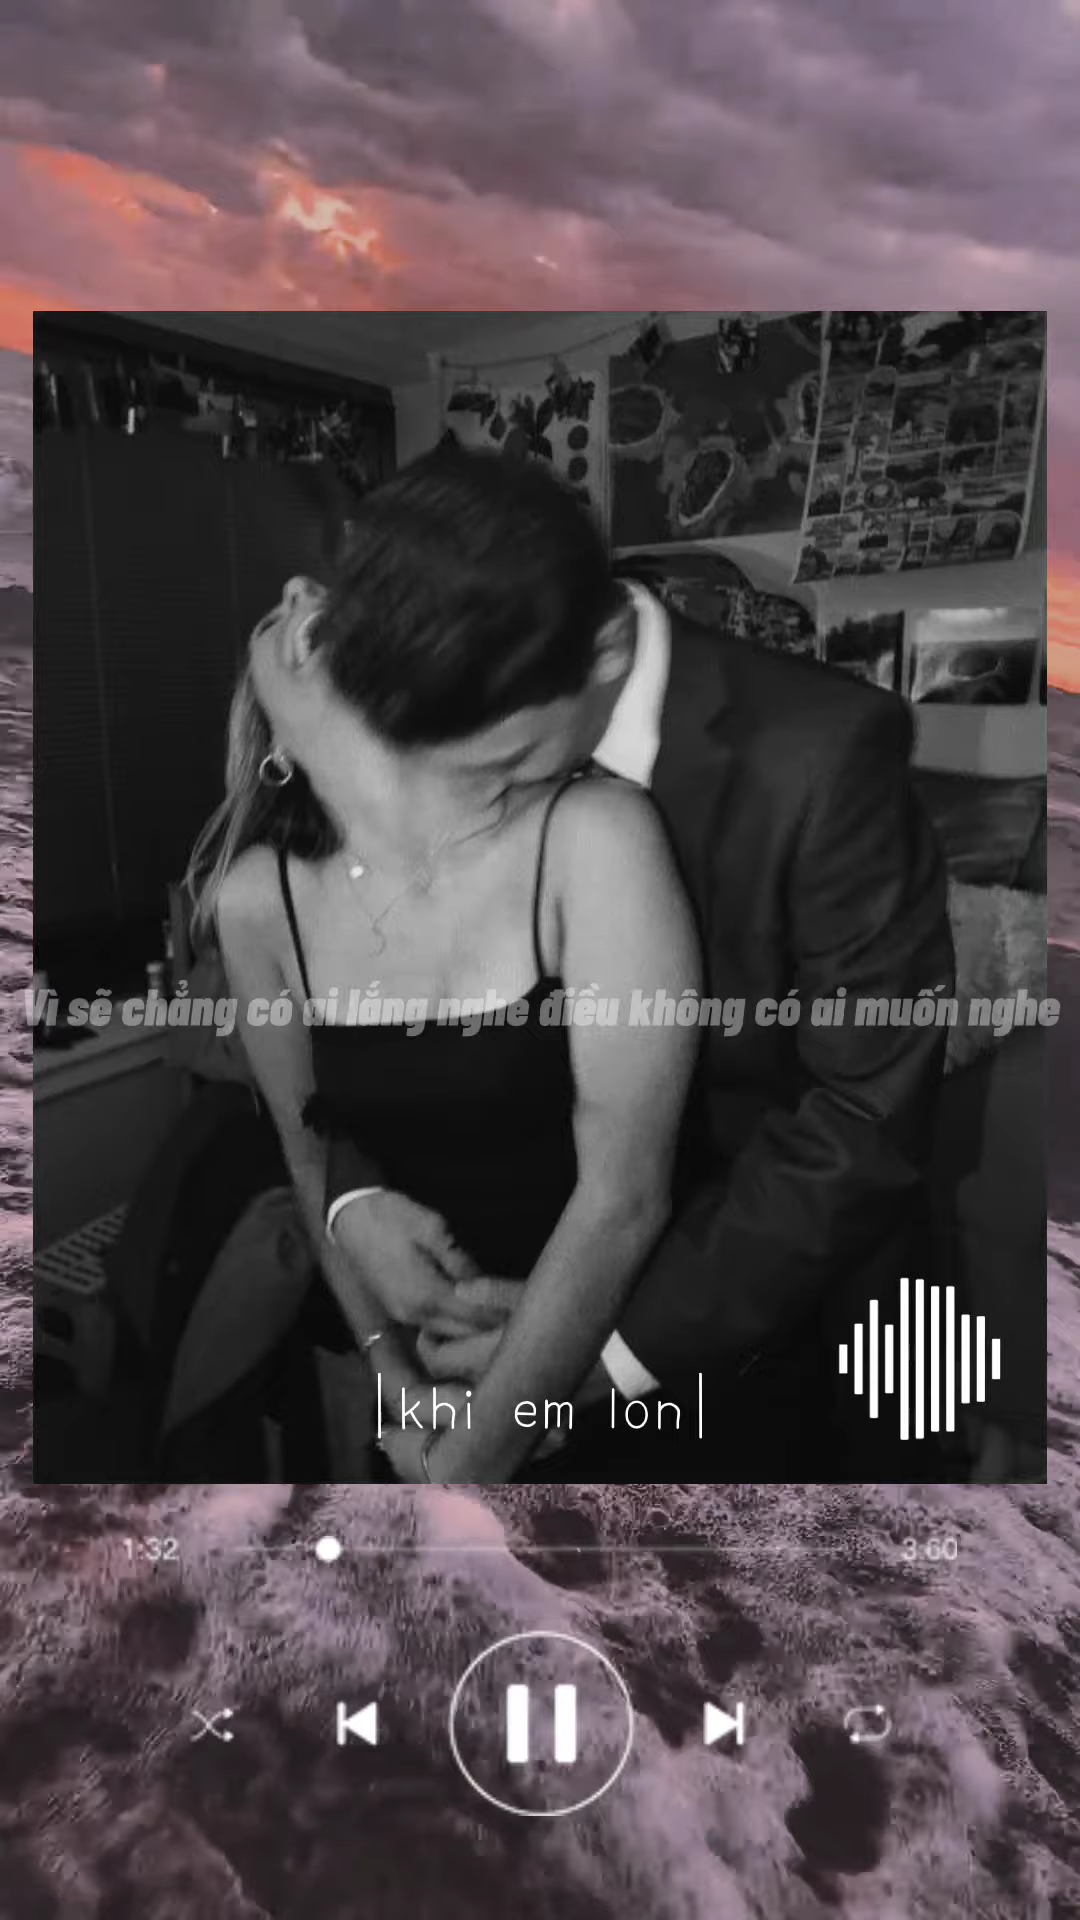 Vì sẽ chẳng có ai lắng nghe điều không có ai muốn nghe
|khi em lon|
1:32 3:60